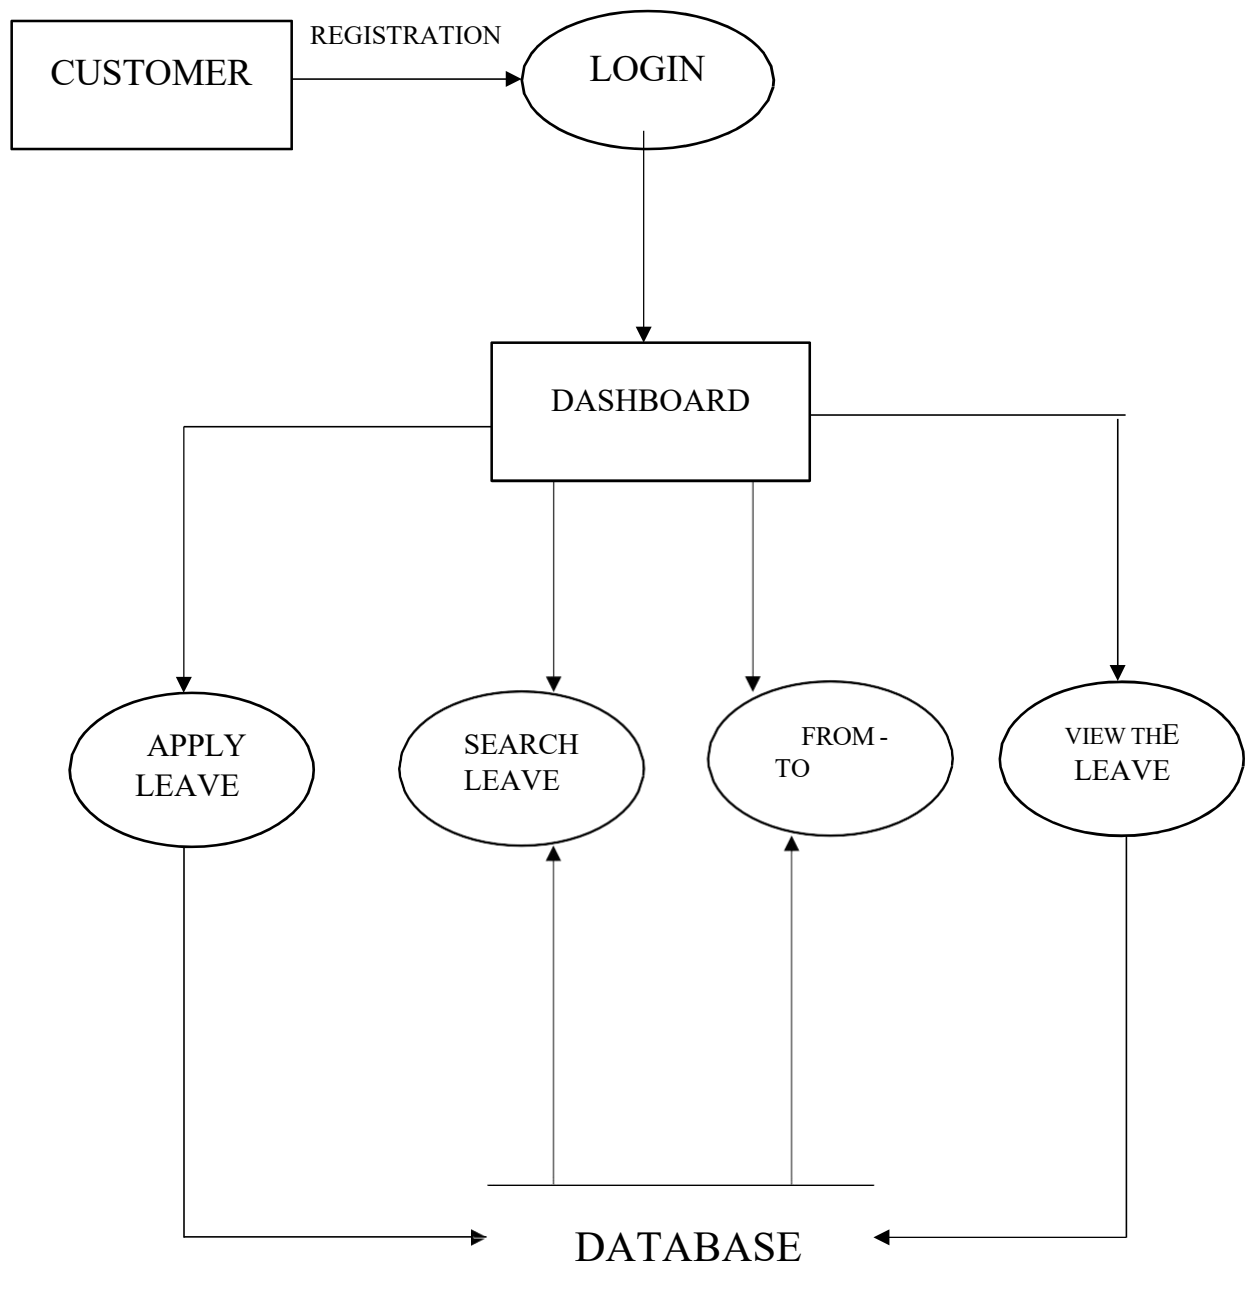 CUSTOMER
REGISTRATION
LOGIN
DASHBOARD
APPLY
LEAVE
SEARCH
LEAVE
FROM -
TO
VIEW THE
LEAVE
DATABASE